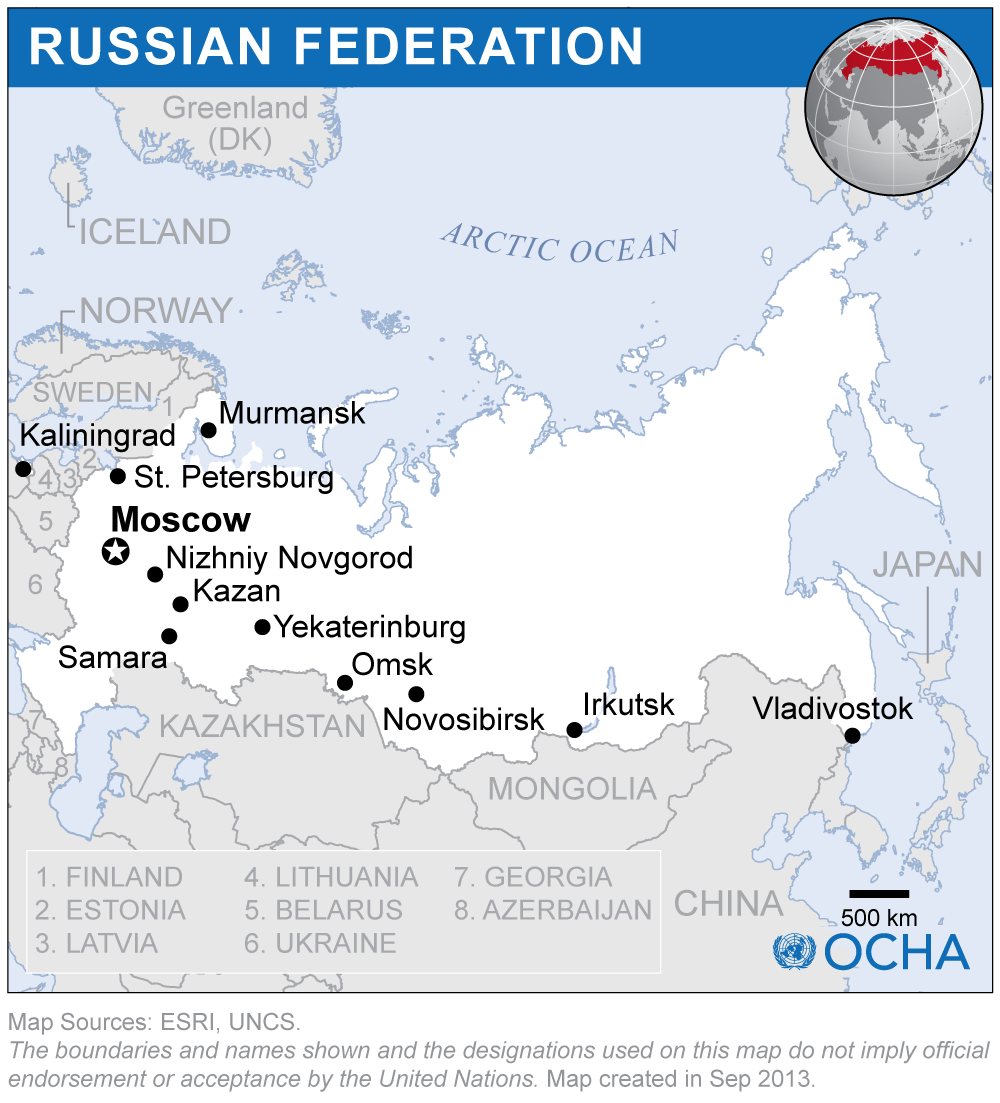 RUSSIAN FEDERATION
Greenland
(DK)
ICELAND
ARCTIC OCEAN
NORWAY
SWEDEN
1
Murmansk
Kaliningrad
2
4
3
St. Petersburg
5
Moscow
Nizhniy Novgorod
JAPAN
6
Kazan
Yekaterinburg
Samara
Omsk
Irkutsk
Vladivostok
7
KAZAKHSTAN
Novosibirsk
8
MONGOLIA
1. FINLAND
2. ESTONIA
3. LATVIA
4. LITHUANIA
5. BELARUS
6. UKRAINE
7. GEORGIA
8. AZERBAIJAN
CHINA
500 km
OCHA
Map Sources: ESRI, UNCS.
The boundaries and names shown and the designations used on this map do not imply official
endorsement or acceptance by the United Nations. Map created in Sep 2013.